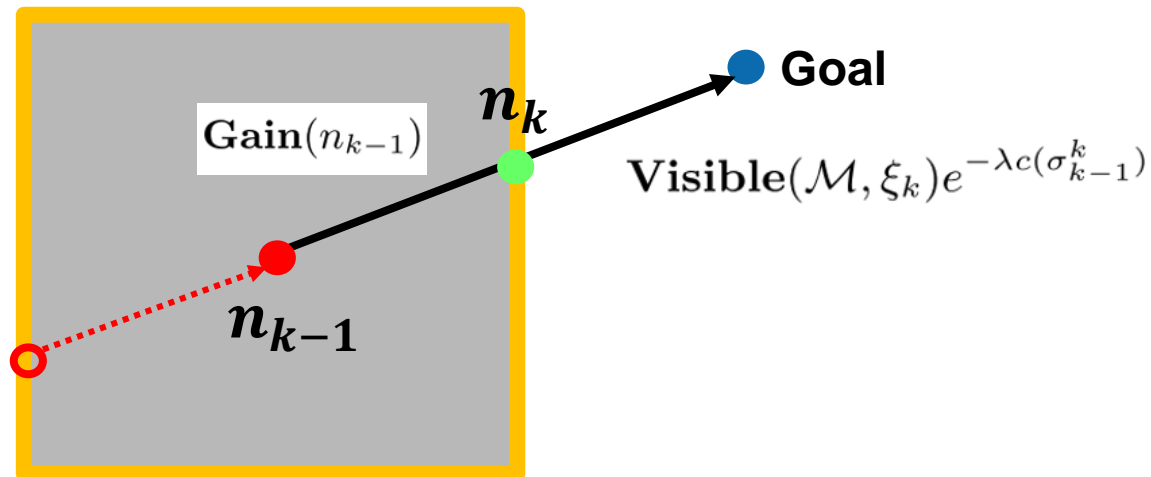 Goal
n_k
Gain(n_{k−1})
Visible(ℳ, ξ_k)e^{−λc(σ^k_{k−1})}
n_{k−1}